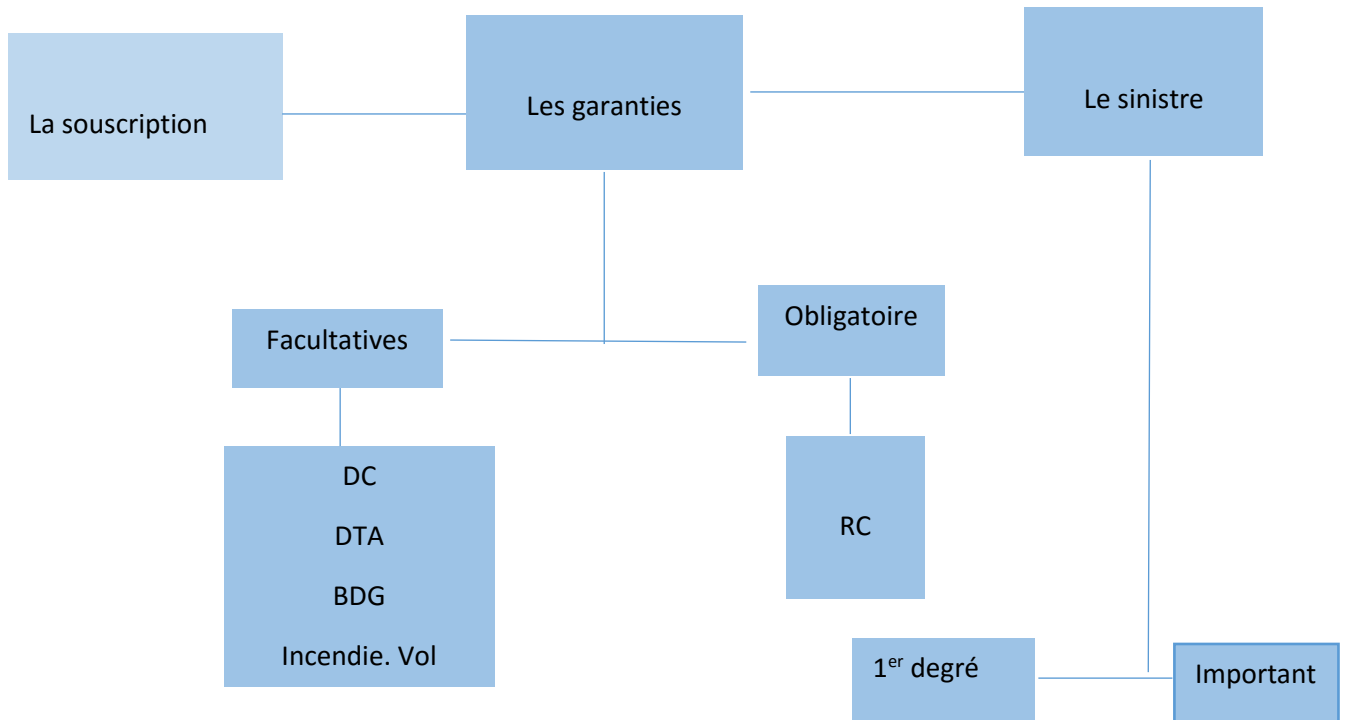 La souscription
Les garanties
Le sinistre
Facultatives
Obligatoire
DC
DTA
BDG
Incendie. Vol
RC
1er degré
Important